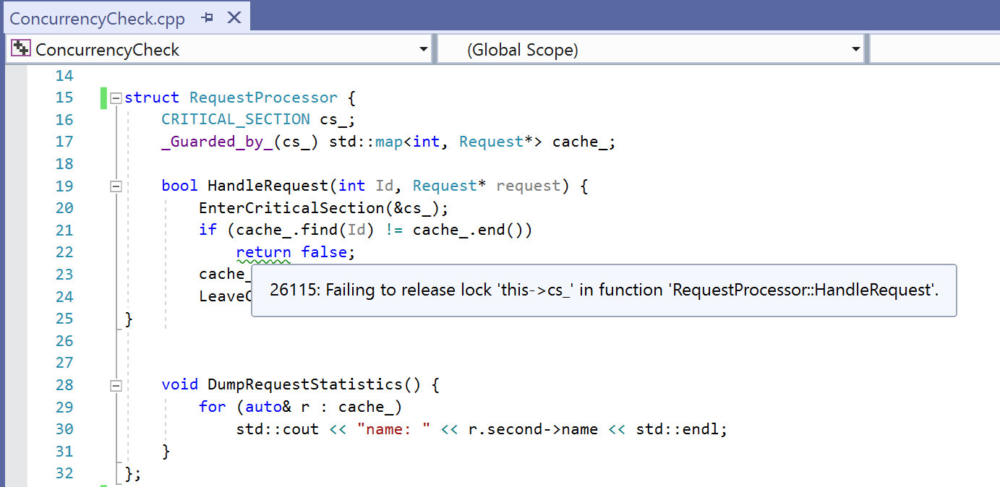 ConcurrencyCheck.cpp
ConcurrencyCheck (Global Scope)
14
15 struct RequestProcessor {
16 CRITICAL_SECTION cs_;
17 _Guarded_by_(cs_) std::map<int, Request*> cache_;
18
19 bool HandleRequest(int Id, Request* request) {
20 EnterCriticalSection(&cs_);
21 if (cache_.find(Id) != cache_.end())
22 return false;
23 cache_
26115: Failing to release lock 'this->cs_' in function 'RequestProcessor::HandleRequest'.
24 Leave
25 }
26
27
28 void DumpRequestStatistics() {
29 for (auto& r : cache_)
30 std::cout << "name: " << r.second->name << std::endl;
31 }
32 };